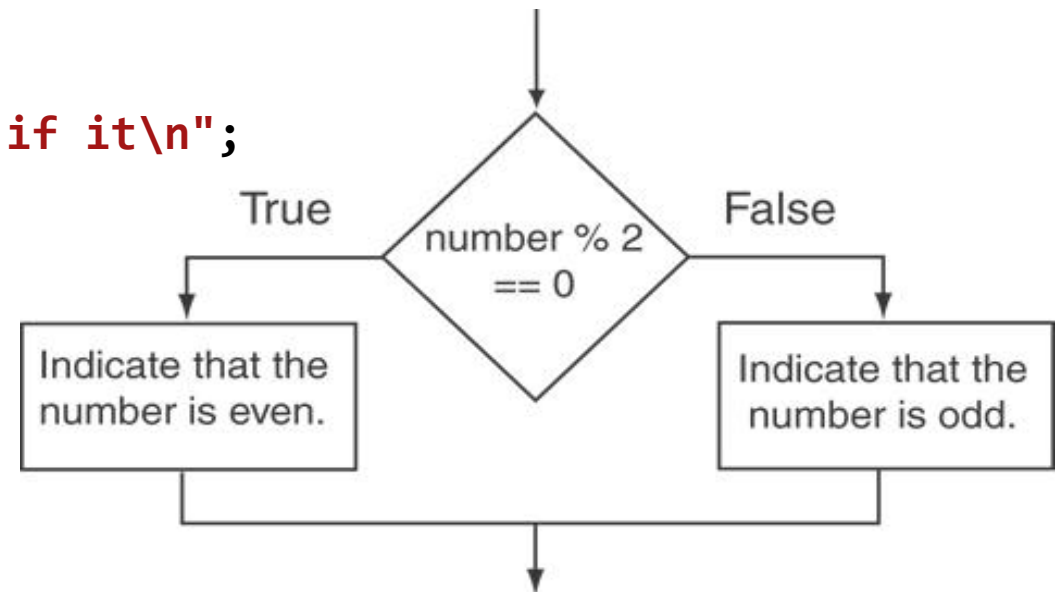 if it\n";
True
False
number % 2
== 0
Indicate that the
number is even.
Indicate that the
number is odd.